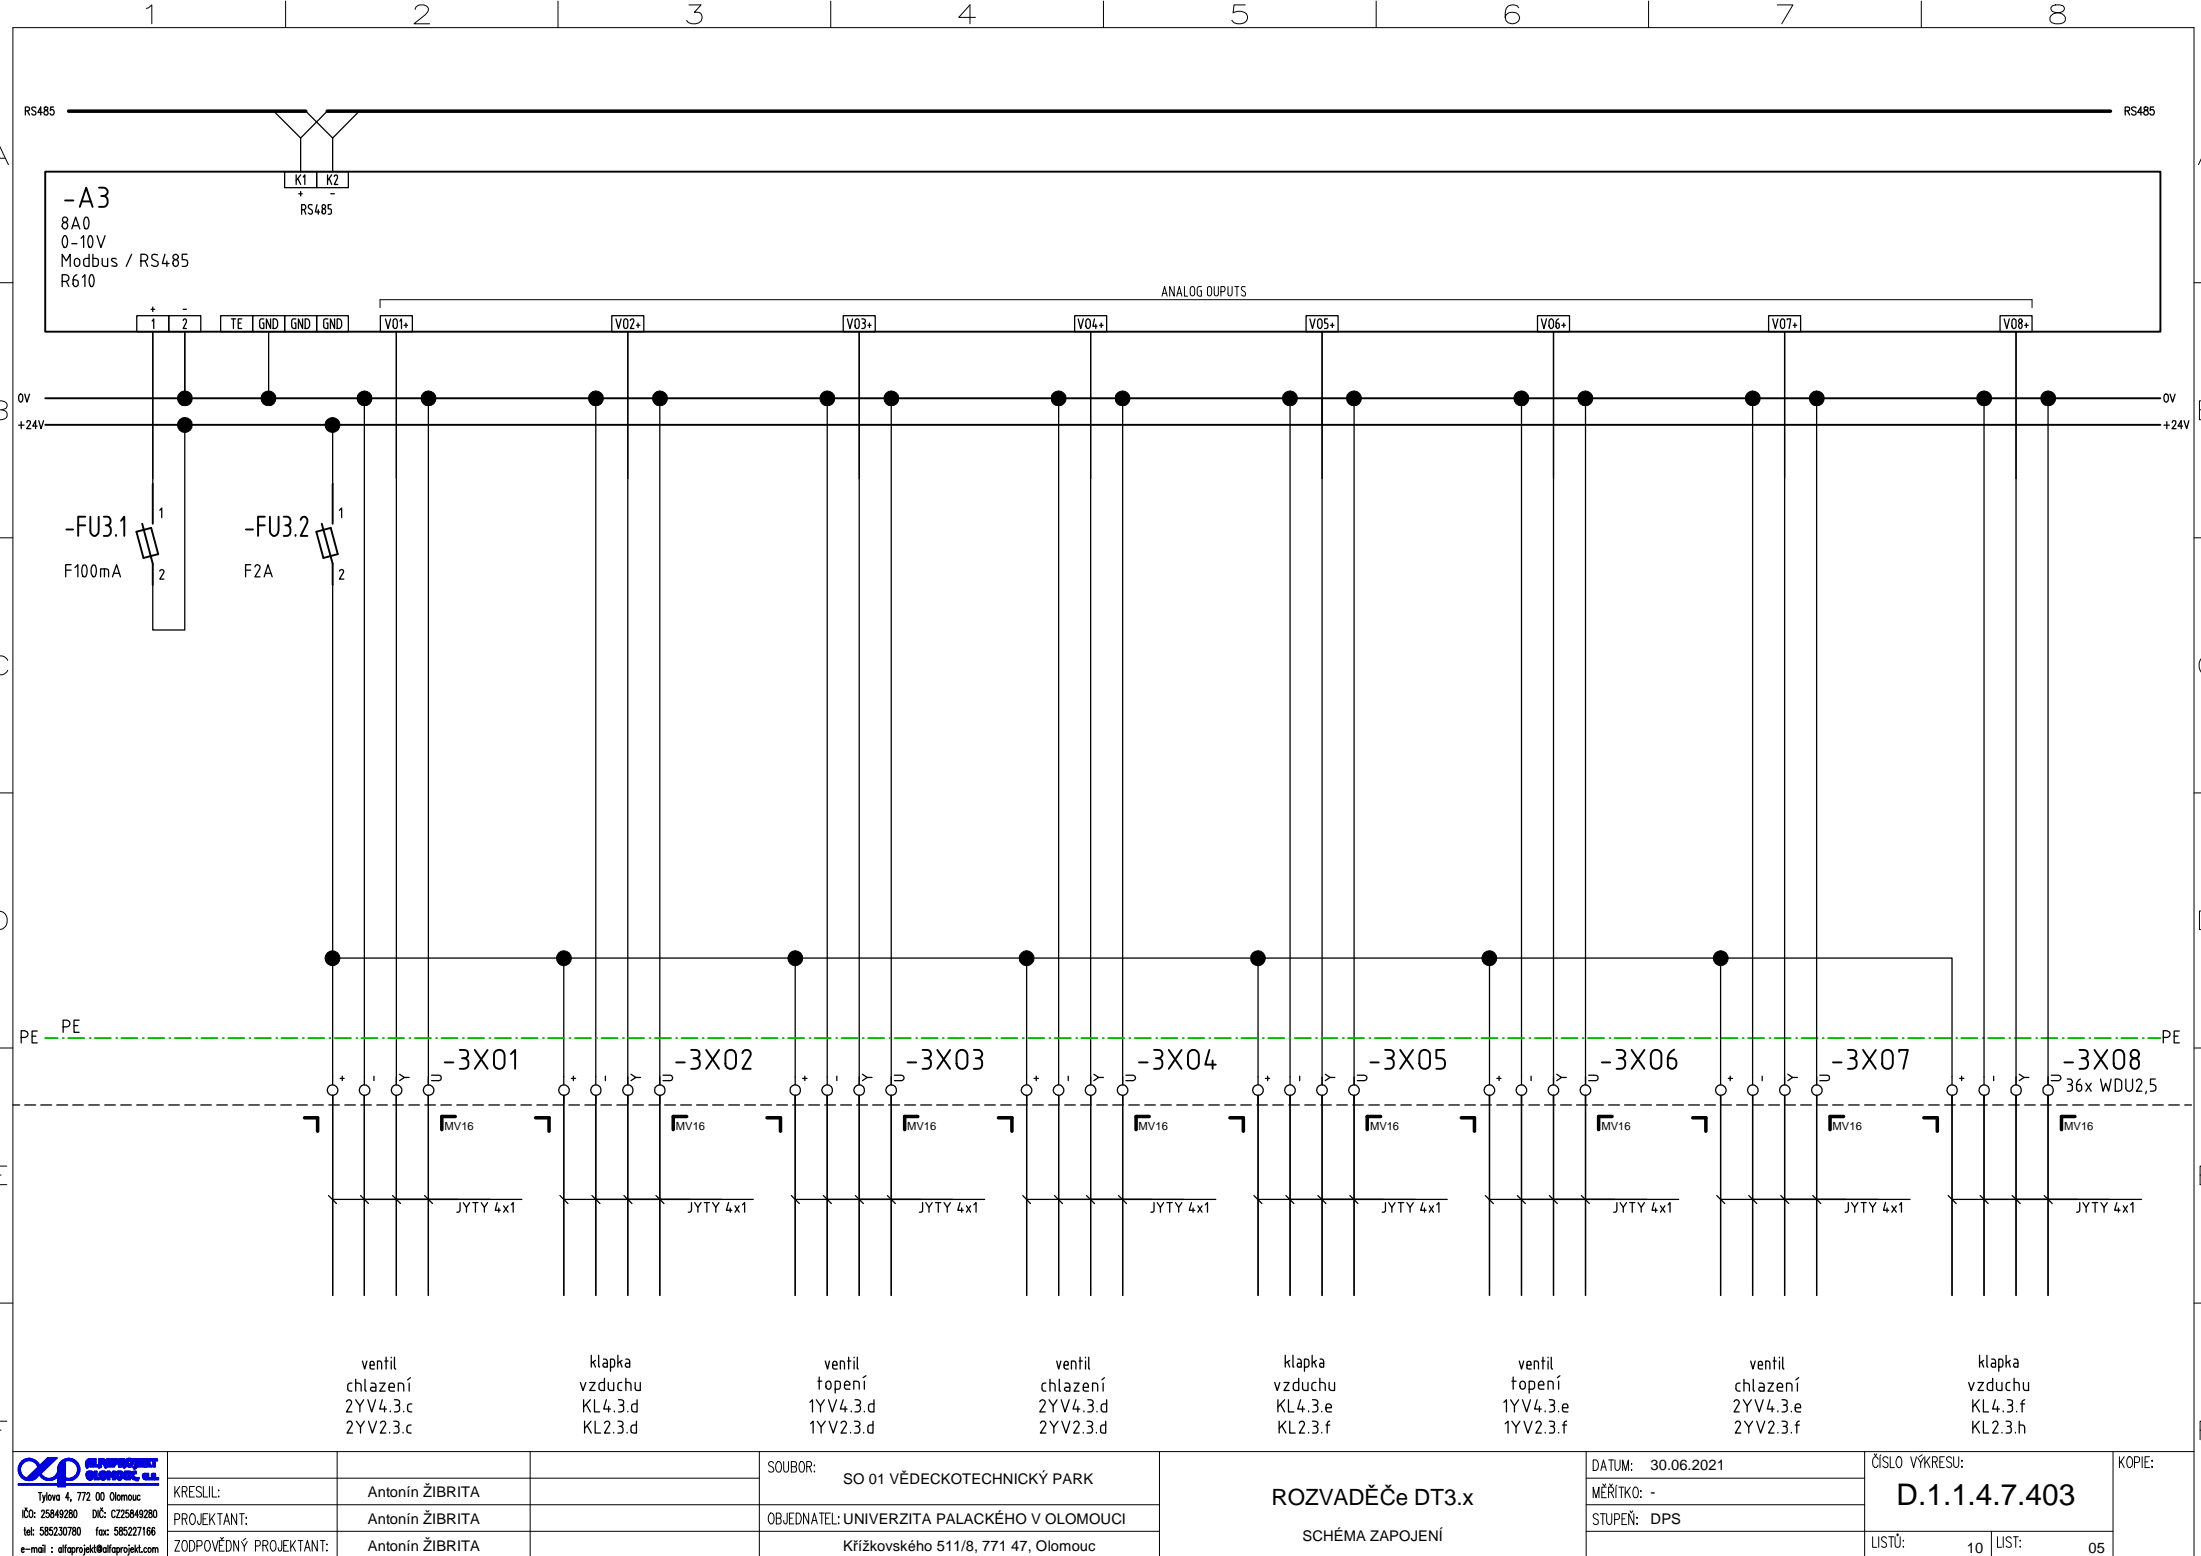 1 2 3 4 5 6 7 8
RS485 RS485
K1 K2
+ -
RS485
-A3
8AO
0-10V
Modbus / RS485
R610
ANALOG OUPUTS
+ -
1 2 TE GND GND GND VO1+ VO2+ VO3+ VO4+ VO5+ VO6+ VO7+ VO8+
0V 0V
+24V +24V
-FU3.1 1 -FU3.2 1
F100mA 2 F2A 2
PE PE PE
-3X01 -3X02 -3X03 -3X04 -3X05 -3X06 -3X07 -3X08
36x WDU2,5
+ - Y U + - Y U + - Y U + - Y U + - Y U + - Y U + - Y U + - Y U
MV16 MV16 MV16 MV16 MV16 MV16 MV16 MV16
JYTY 4x1 JYTY 4x1 JYTY 4x1 JYTY 4x1 JYTY 4x1 JYTY 4x1 JYTY 4x1 JYTY 4x1
ventil
chlazení
2YV4.3.c
2YV2.3.c
klapka
vzduchu
KL4.3.d
KL2.3.d
ventil
topení
1YV4.3.d
1YV2.3.d
ventil
chlazení
2YV4.3.d
2YV2.3.d
klapka
vzduchu
KL4.3.e
KL2.3.f
ventil
topení
1YV4.3.e
1YV2.3.f
ventil
chlazení
2YV4.3.e
2YV2.3.f
klapka
vzduchu
KL4.3.f
KL2.3.h
ALFAPROJEKT
OLOMOUC, a.s.
Tylova 4, 772 00 Olomouc
IČO: 25849280 DIČ: CZ25849280
tel: 585230780 fax: 585227166
e-mail : alfaprojekt@alfaprojekt.com
KRESLIL: Antonín ŽIBRITA
PROJEKTANT: Antonín ŽIBRITA
ZODPOVĚDNÝ PROJEKTANT: Antonín ŽIBRITA
SOUBOR: SO 01 VĚDECKOTECHNICKÝ PARK
OBJEDNATEL: UNIVERZITA PALACKÉHO V OLOMOUCI
Křížkovského 511/8, 771 47, Olomouc
ROZVADĚČe DT3.x
SCHÉMA ZAPOJENÍ
DATUM: 30.06.2021
MĚŘÍTKO: -
STUPEŇ: DPS
ČÍSLO VÝKRESU:
D.1.1.4.7.403
LISTŮ: 10 LIST: 05
KOPIE: